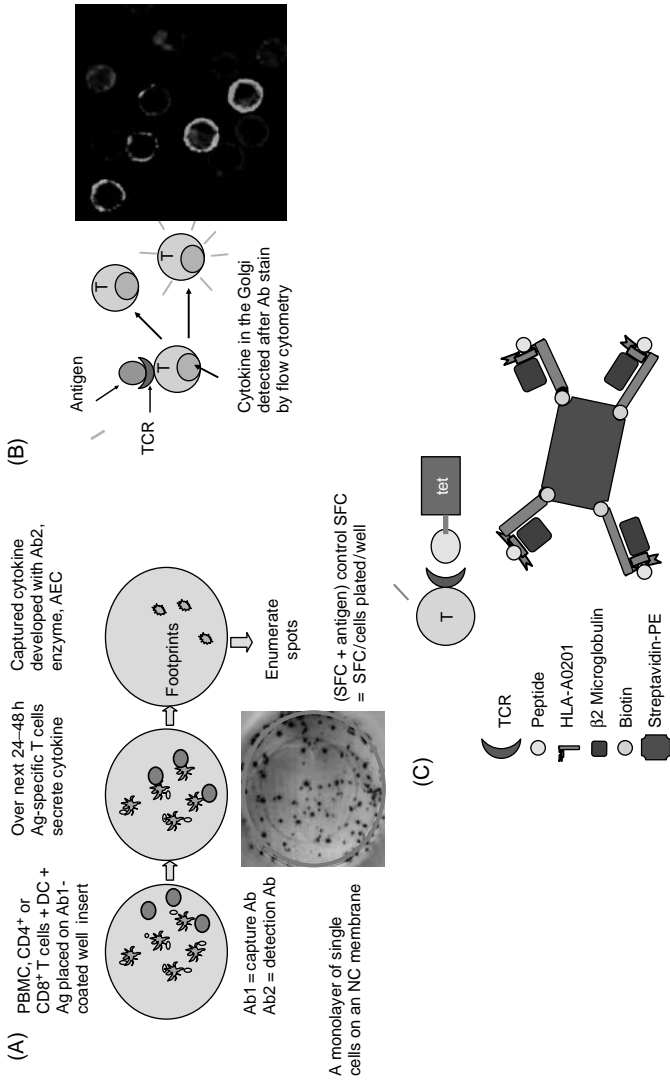 (A)
PBMC, CD4⁺ or
CD8⁺ T cells + DC +
Ag placed on Ab1-
coated well insert
Over next 24–48 h
Ag-specific T cells
secrete cytokine
Captured cytokine
developed with Ab2,
enzyme, AEC
Footprints
Ab1 = capture Ab
Ab2 = detection Ab
Enumerate
spots
A monolayer of single
cells on an NC membrane
(SFC + antigen) control SFC
= SFC/cells plated/well
(B)
Antigen
TCR
T
T
T
Cytokine in the Golgi
detected after Ab stain
by flow cytometry
(C)
T
tet
TCR
Peptide
HLA-A0201
β2 Microglobulin
Biotin
Streptavidin-PE